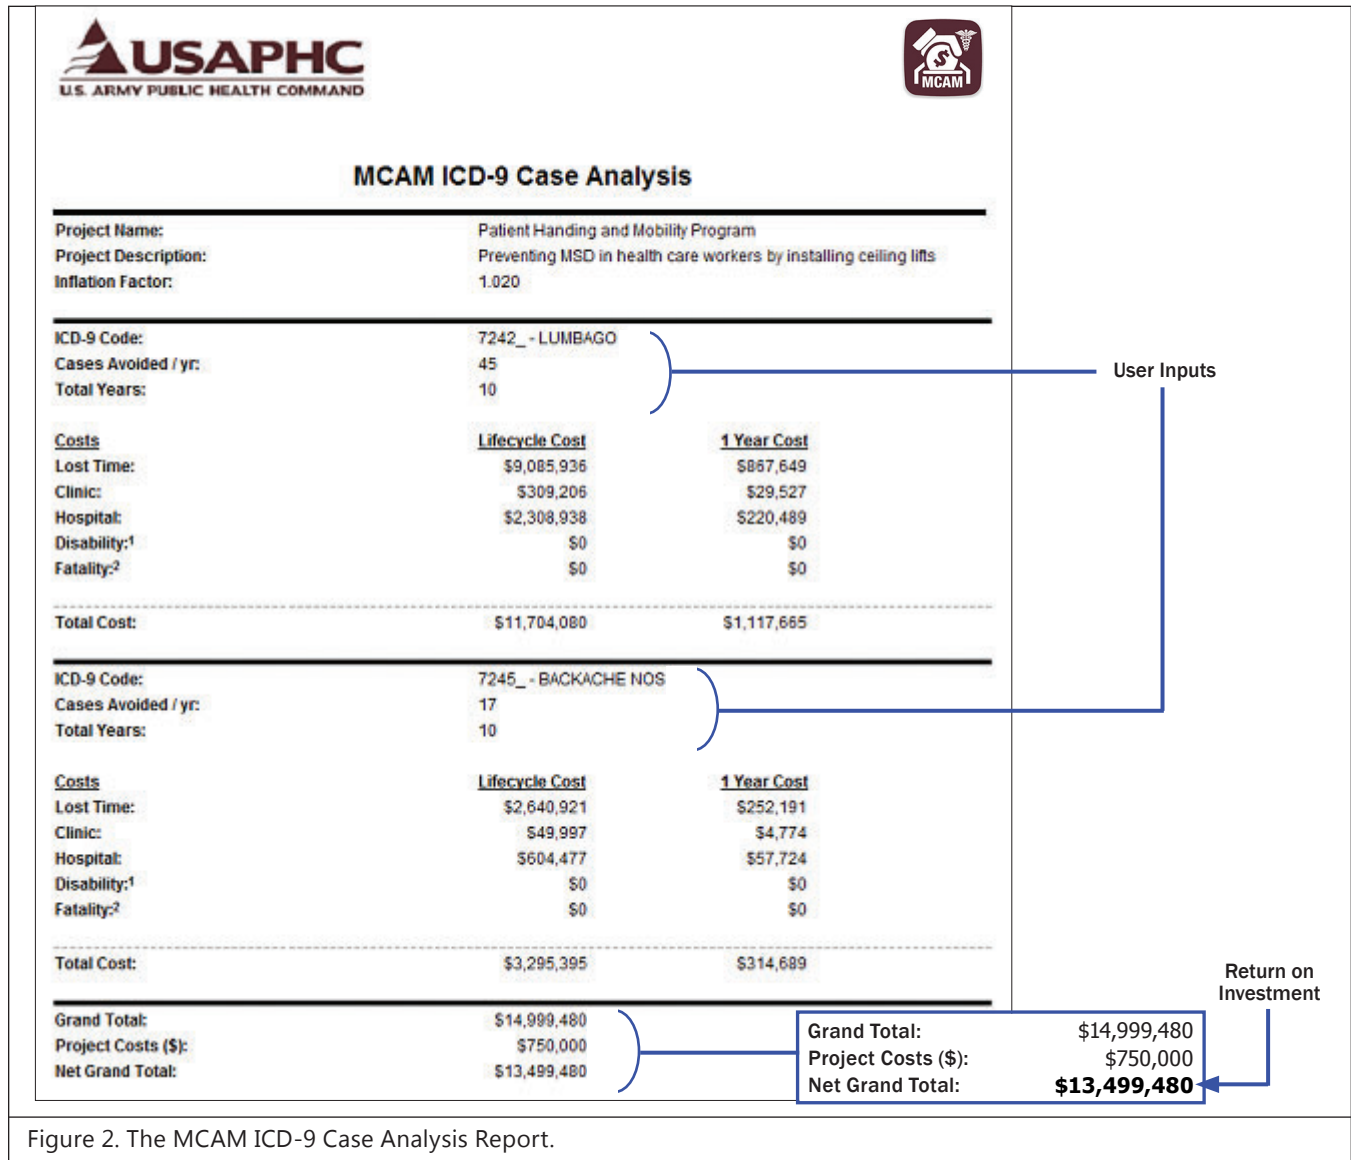 USAPHC
U.S. ARMY PUBLIC HEALTH COMMAND
$
MCAM
MCAM ICD-9 Case Analysis
Project Name: Patient Handing and Mobility Program
Project Description: Preventing MSD in health care workers by installing ceiling lifts
Inflation Factor: 1.020
ICD-9 Code: 7242_ - LUMBAGO
Cases Avoided / yr: 45
Total Years: 10
User Inputs
Costs Lifecycle Cost 1 Year Cost
Lost Time: $9,085,936 $867,649
Clinic: $309,206 $29,527
Hospital: $2,308,938 $220,489
Disability:1 $0 $0
Fatality:2 $0 $0
Total Cost: $11,704,080 $1,117,665
ICD-9 Code: 7245_ - BACKACHE NOS
Cases Avoided / yr: 17
Total Years: 10
Costs Lifecycle Cost 1 Year Cost
Lost Time: $2,640,921 $252,191
Clinic: $49,997 $4,774
Hospital: $604,477 $57,724
Disability:1 $0 $0
Fatality:2 $0 $0
Total Cost: $3,295,395 $314,689
Return on
Investment
Grand Total: $14,999,480
Project Costs ($): $750,000
Net Grand Total: $13,499,480
Grand Total: $14,999,480
Project Costs ($): $750,000
Net Grand Total: $13,499,480
Figure 2. The MCAM ICD-9 Case Analysis Report.